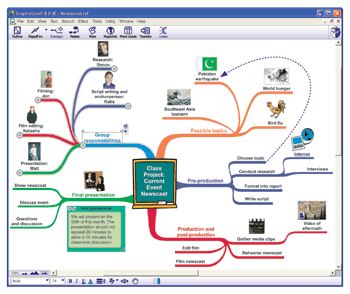 Inspiration® 8.0 IE - Newscast.isf
File Edit View Text Search Effect Tools Utility Window Help
Outline RapidFire Subtopic Relate Note Hyperlink Word Guide Transfer Listen
Research:
Simon
Filming:
Jon
Script writing and
anchorperson:
Katie
Film editing:
Natasha
Presentation:
Matt
Group
responsibilities
Pakistan
earthquake
World hunger
Southeast Asia
tsunami
Bird flu
Possible topics
Class
Project:
Current
Event
Newscast
Choose topic
Internet
Conduct research
Interviews
Pre-production
Format into report
Write script
Show newscast
Final presentation
Discuss event
Questions
and discussion
We will present on the
15th of this month. The
presentation should
not exceed 20 minutes to
allow 5-10 minutes for
classroom discussion.
Production and
post-production
Gather media clips
Video of
aftermath
Edit film
Rehearse newscast
Film newscast
Arial
14
B I U A